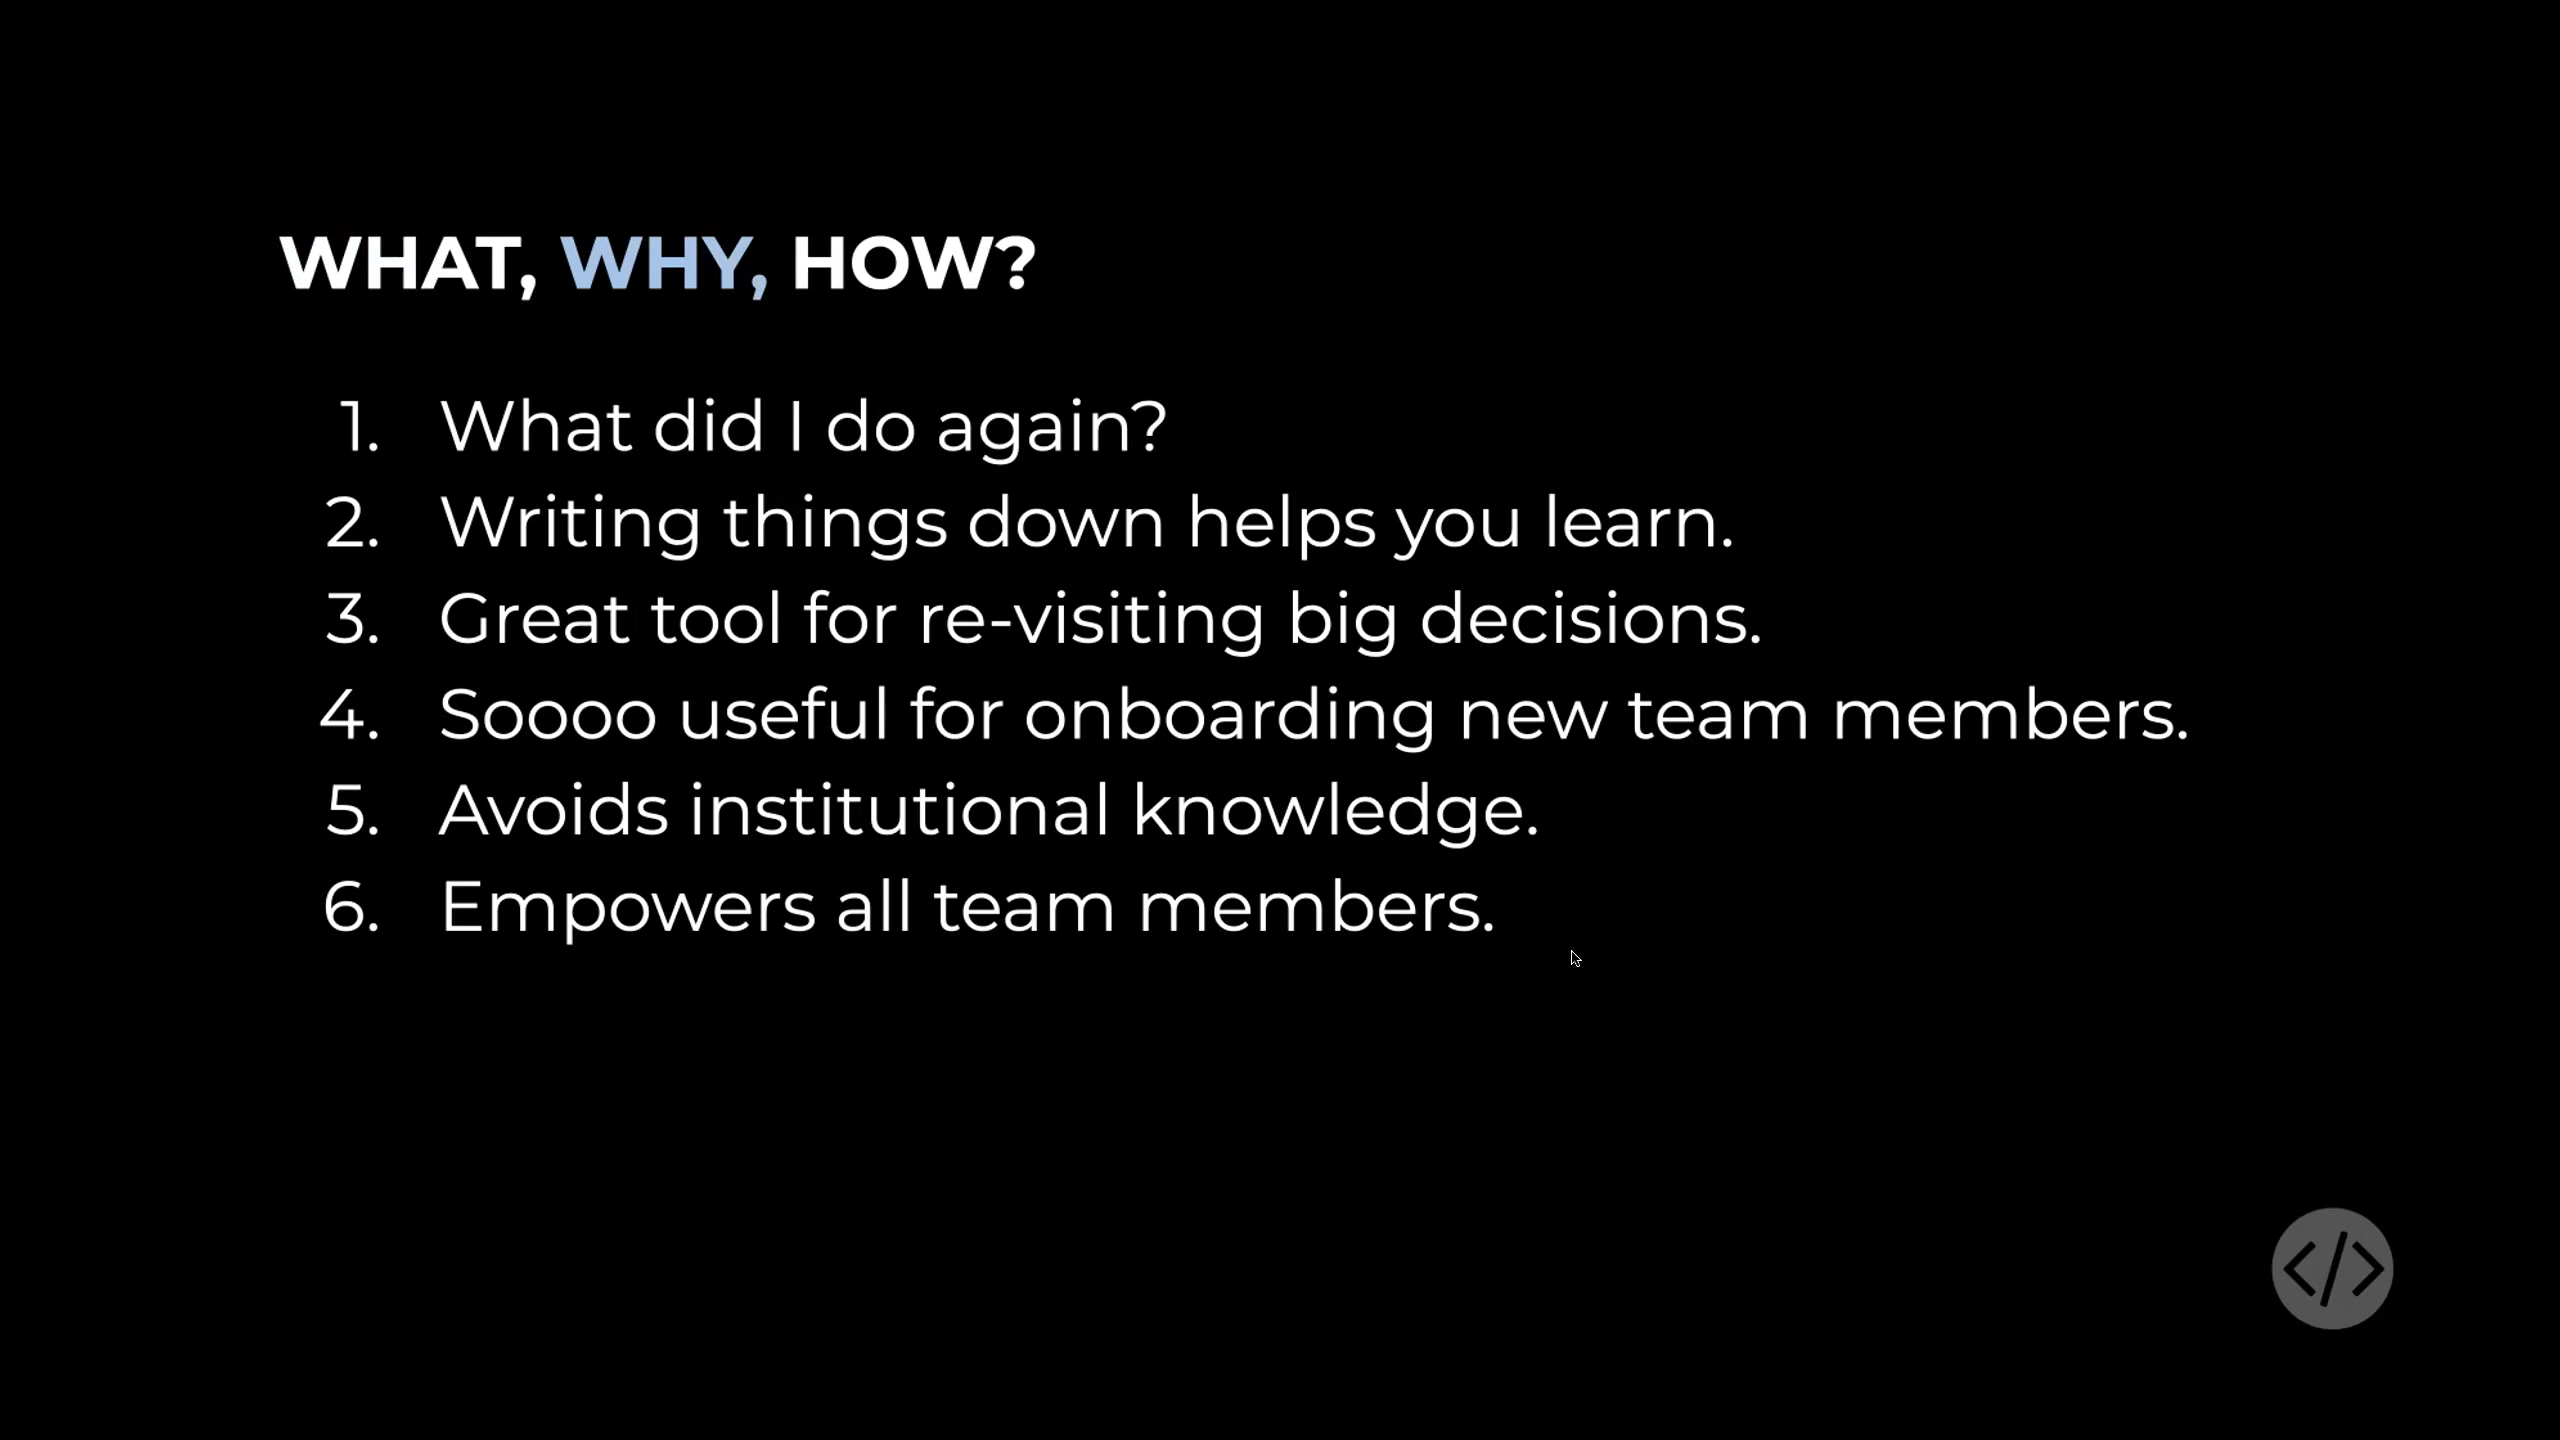 WHAT, WHY, HOW?
1. What did I do again?
2. Writing things down helps you learn.
3. Great tool for re-visiting big decisions.
4. Soooo useful for onboarding new team members.
5. Avoids institutional knowledge.
6. Empowers all team members.
</>